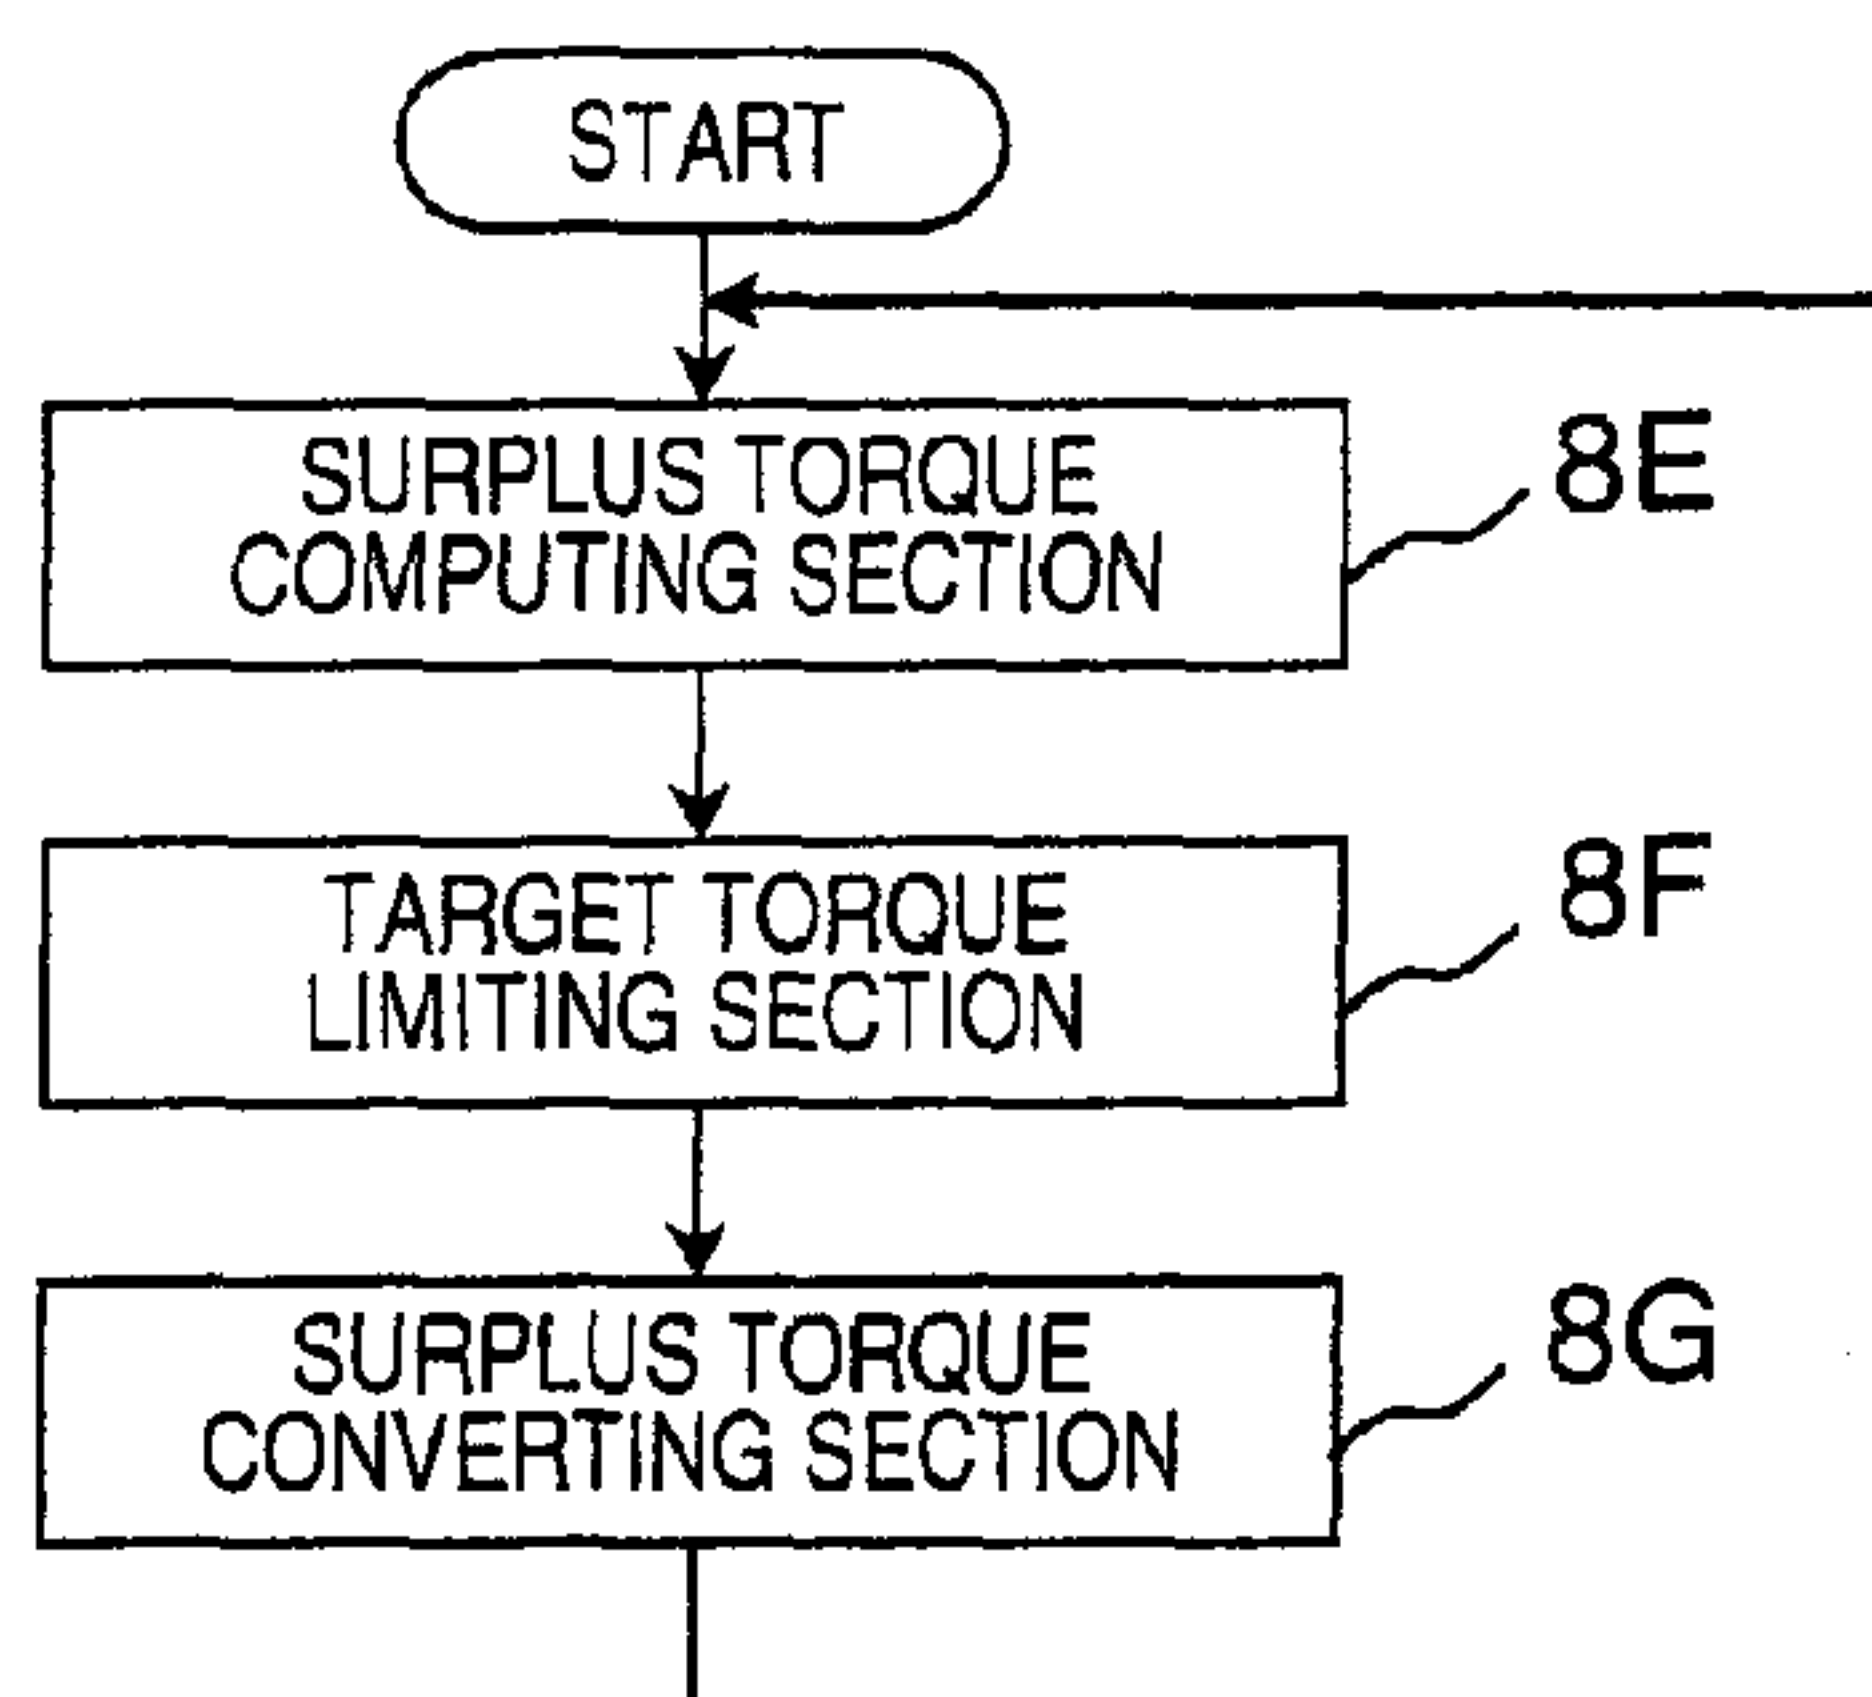 START
SURPLUS TORQUE
COMPUTING SECTION
8E
TARGET TORQUE
LIMITING SECTION
8F
SURPLUS TORQUE
CONVERTING SECTION
8G